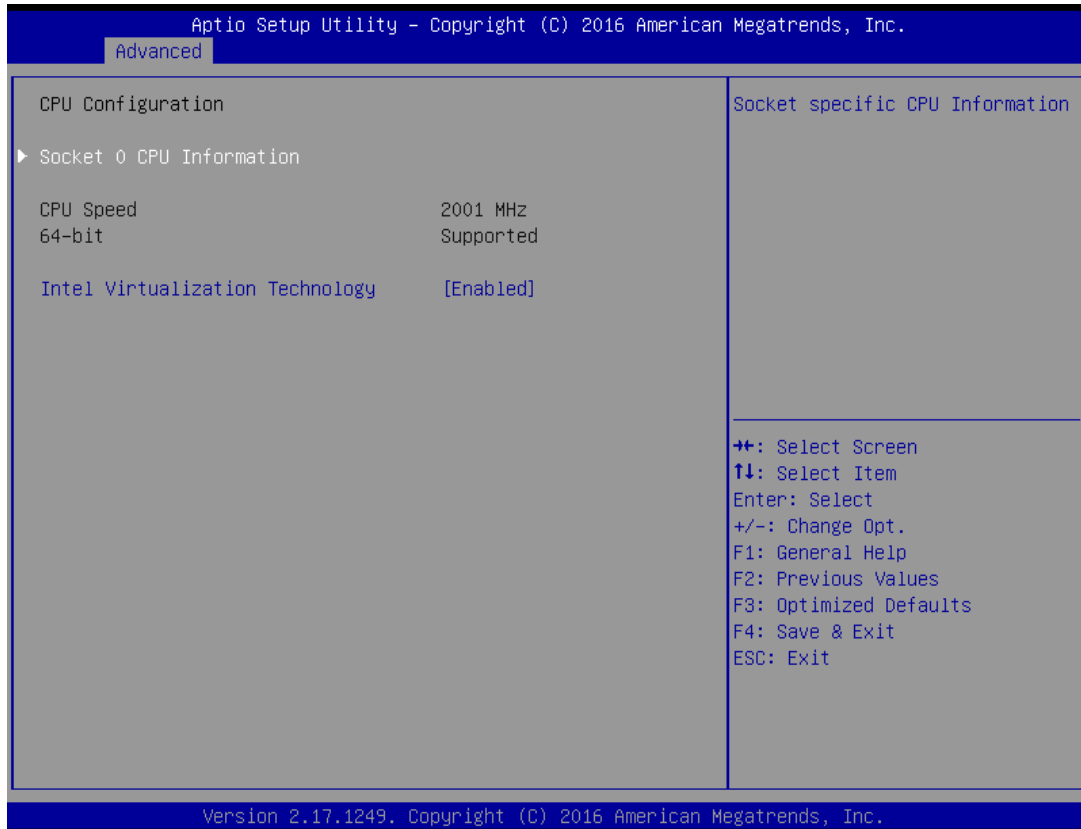 Aptio Setup Utility – Copyright (C) 2016 American Megatrends, Inc.
Advanced
CPU Configuration
Socket 0 CPU Information
CPU Speed 2001 MHz
64-bit Supported
Intel Virtualization Technology [Enabled]
Socket specific CPU Information
→←: Select Screen
↑↓: Select Item
Enter: Select
+/-: Change Opt.
F1: General Help
F2: Previous Values
F3: Optimized Defaults
F4: Save & Exit
ESC: Exit
Version 2.17.1249. Copyright (C) 2016 American Megatrends, Inc.